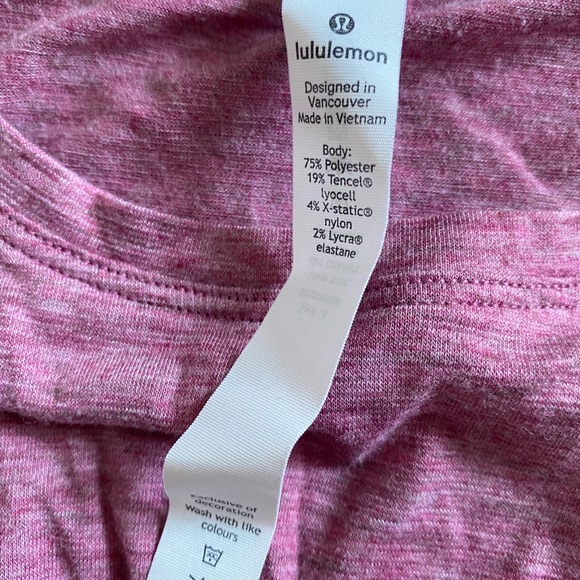 lululemon
Designed in
Vancouver
Made in Vietnam
Body:
75% Polyester
19% Tencel®
lyocell
4% X-static®
nylon
2% Lycra®
elastane
exclusive of
decoration
Wash with like
colours